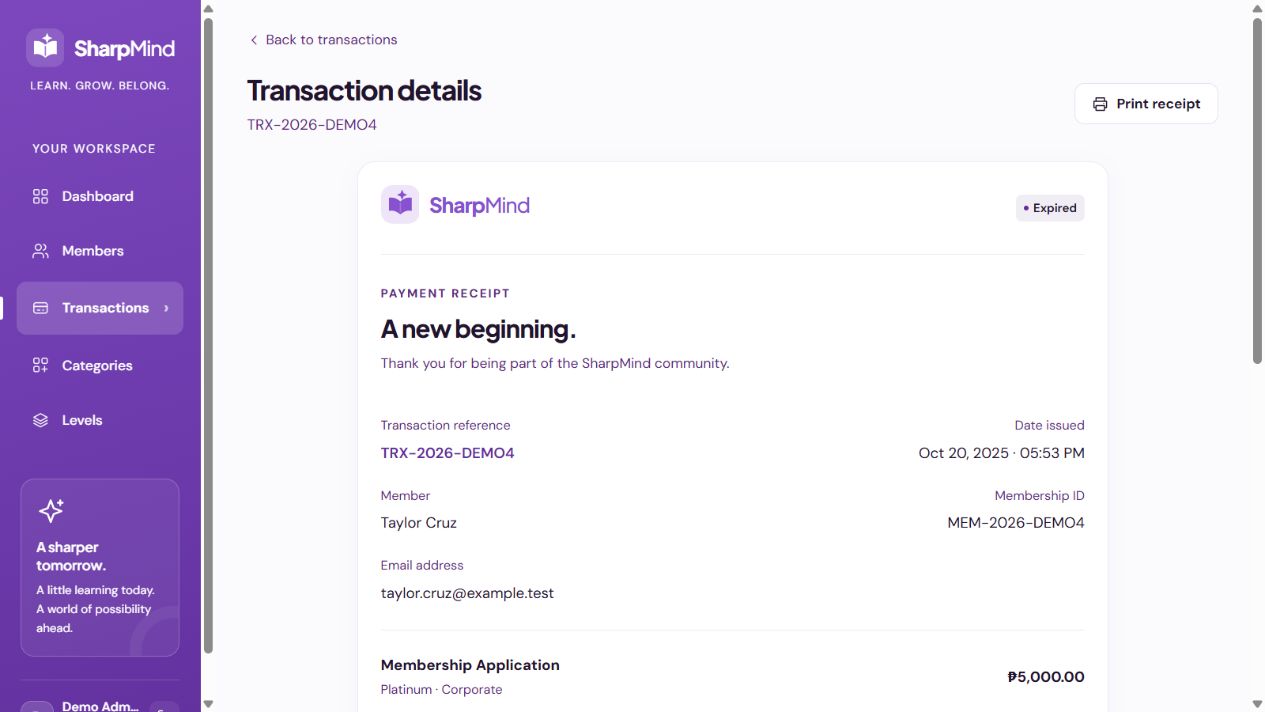 SharpMind
LEARN. GROW. BELONG.
YOUR WORKSPACE
Dashboard
Members
Transactions
Categories
Levels
A sharper
tomorrow.
A little learning today.
A world of possibility
ahead.
Demo Adm...
Back to transactions
Transaction details
TRX-2026-DEMO4
Print receipt
SharpMind
Expired
PAYMENT RECEIPT
A new beginning.
Thank you for being part of the SharpMind community.
Transaction reference
Date issued
TRX-2026-DEMO4
Oct 20, 2025 · 05:53 PM
Member
Membership ID
Taylor Cruz
MEM-2026-DEMO4
Email address
taylor.cruz@example.test
Membership Application
₱5,000.00
Platinum · Corporate